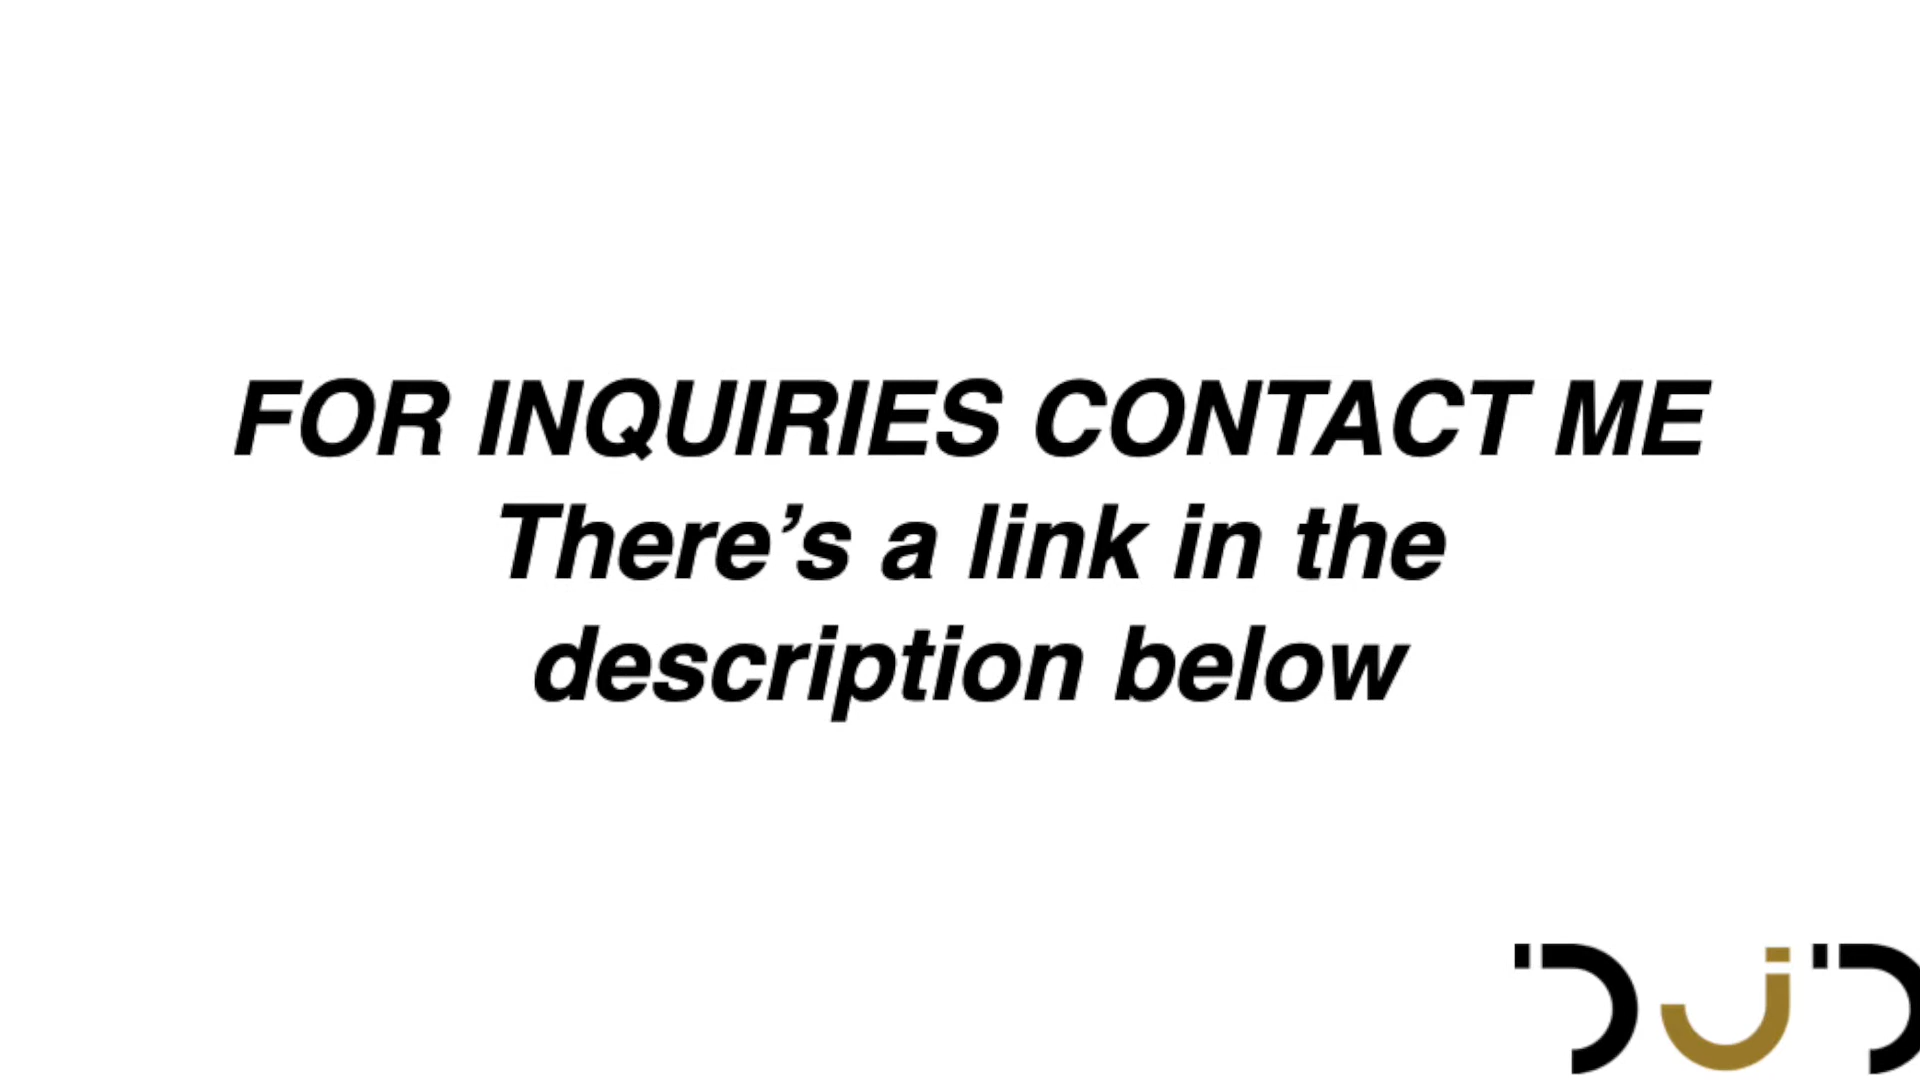 FOR INQUIRIES CONTACT ME
There’s a link in the
description below